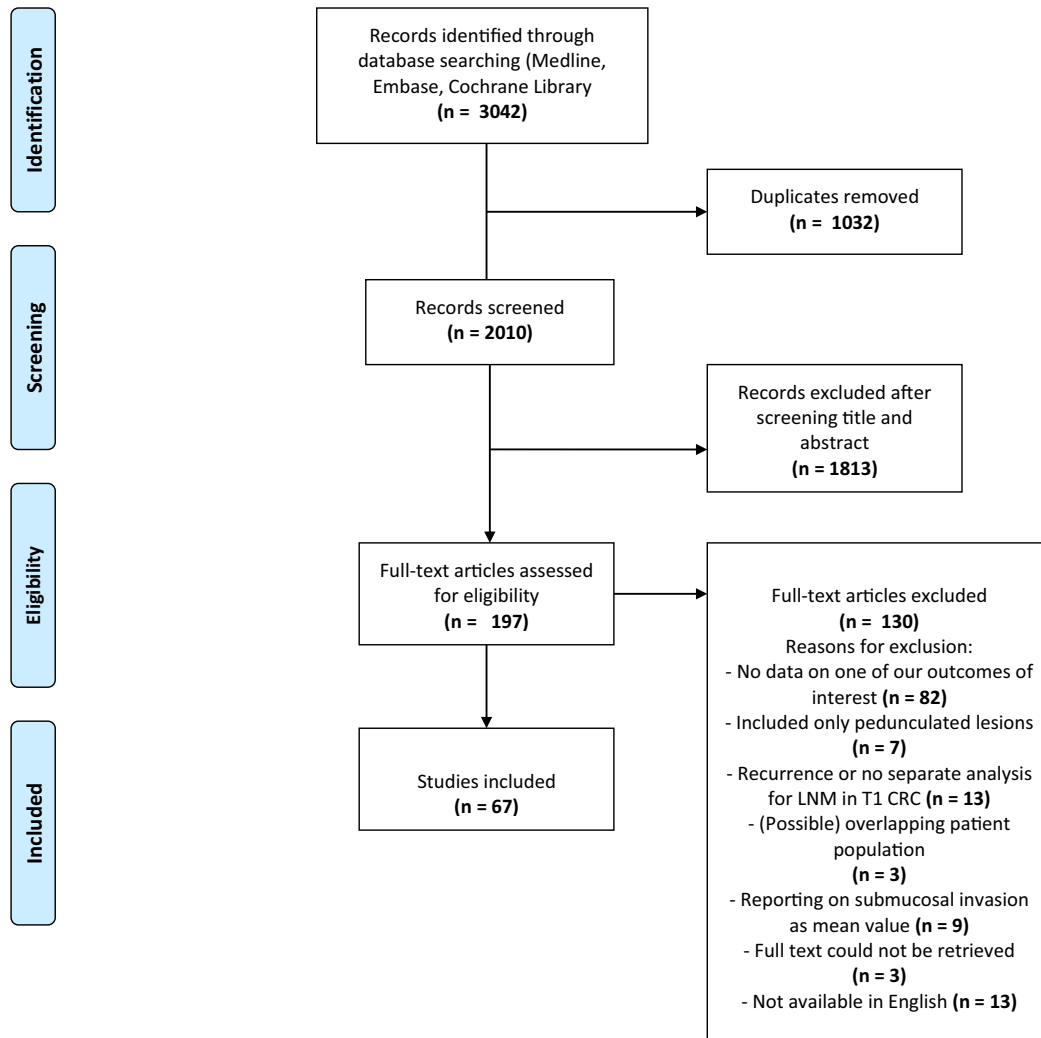 Identification
Records identified through
database searching (Medline,
Embase, Cochrane Library
(n = 3042)
Duplicates removed
(n = 1032)
Screening
Records screened
(n = 2010)
Records excluded after
screening title and
abstract
(n = 1813)
Eligibility
Full-text articles assessed
for eligibility
(n = 197)
Full-text articles excluded
(n = 130)
Reasons for exclusion:
- No data on one of our outcomes of
interest (n = 82)
- Included only pedunculated lesions
(n = 7)
- Recurrence or no separate analysis
for LNM in T1 CRC (n = 13)
- (Possible) overlapping patient
population
(n = 3)
- Reporting on submucosal invasion
as mean value (n = 9)
- Full text could not be retrieved
(n = 3)
- Not available in English (n = 13)
Included
Studies included
(n = 67)